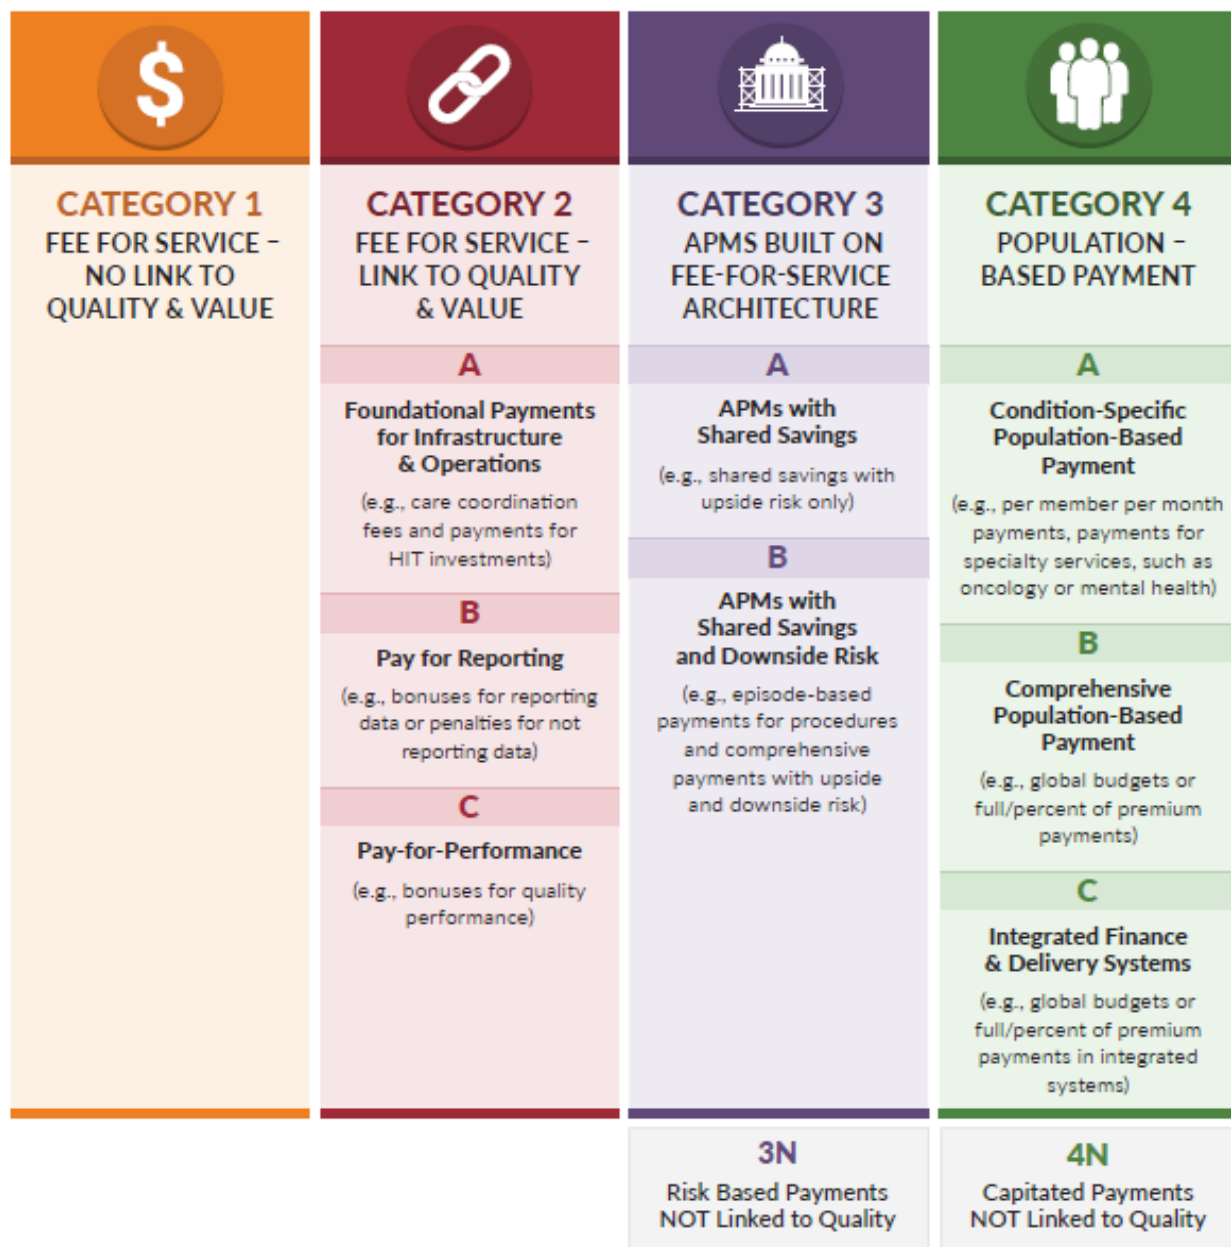 $
CATEGORY 1
FEE FOR SERVICE –
NO LINK TO
QUALITY & VALUE
CATEGORY 2
FEE FOR SERVICE –
LINK TO QUALITY
& VALUE
A
Foundational Payments
for Infrastructure
& Operations
(e.g., care coordination
fees and payments for
HIT investments)
B
Pay for Reporting
(e.g., bonuses for reporting
data or penalties for not
reporting data)
C
Pay-for-Performance
(e.g., bonuses for quality
performance)
CATEGORY 3
APMS BUILT ON
FEE-FOR-SERVICE
ARCHITECTURE
A
APMs with
Shared Savings
(e.g., shared savings with
upside risk only)
B
APMs with
Shared Savings
and Downside Risk
(e.g., episode-based
payments for procedures
and comprehensive
payments with upside
and downside risk)
3N
Risk Based Payments
NOT Linked to Quality
CATEGORY 4
POPULATION –
BASED PAYMENT
A
Condition-Specific
Population-Based
Payment
(e.g., per member per month
payments, payments for
specialty services, such as
oncology or mental health)
B
Comprehensive
Population-Based
Payment
(e.g., global budgets or
full/percent of premium
payments)
C
Integrated Finance
& Delivery Systems
(e.g., global budgets or
full/percent of premium
payments in integrated
systems)
4N
Capitated Payments
NOT Linked to Quality